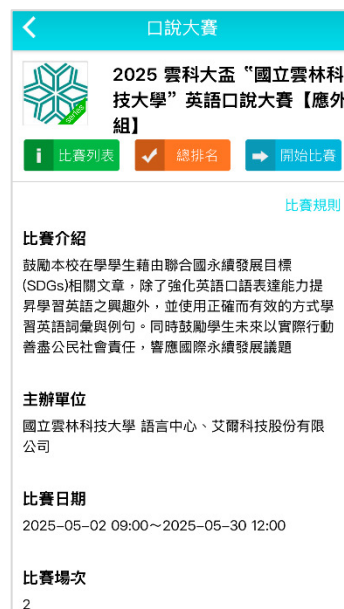 口說大賽
2025 雲科大盃 “國立雲林科
技大學” 英語口說大賽【應外
組】
series
i 比賽列表
總排名
開始比賽
比賽規則
比賽介紹
鼓勵本校在學學生藉由聯合國永續發展目標
(SDGs)相關文章，除了強化英語口語表達能力提
昇學習英語之興趣外，並使用正確而有效的方式學
習英語詞彙與例句。同時鼓勵學生未來以實際行動
善盡公民社會責任，響應國際永續發展議題
主辦單位
國立雲林科技大學 語言中心、艾爾科技股份有限
公司
比賽日期
2025–05–02 09:00～2025–05–30 12:00
比賽場次
2